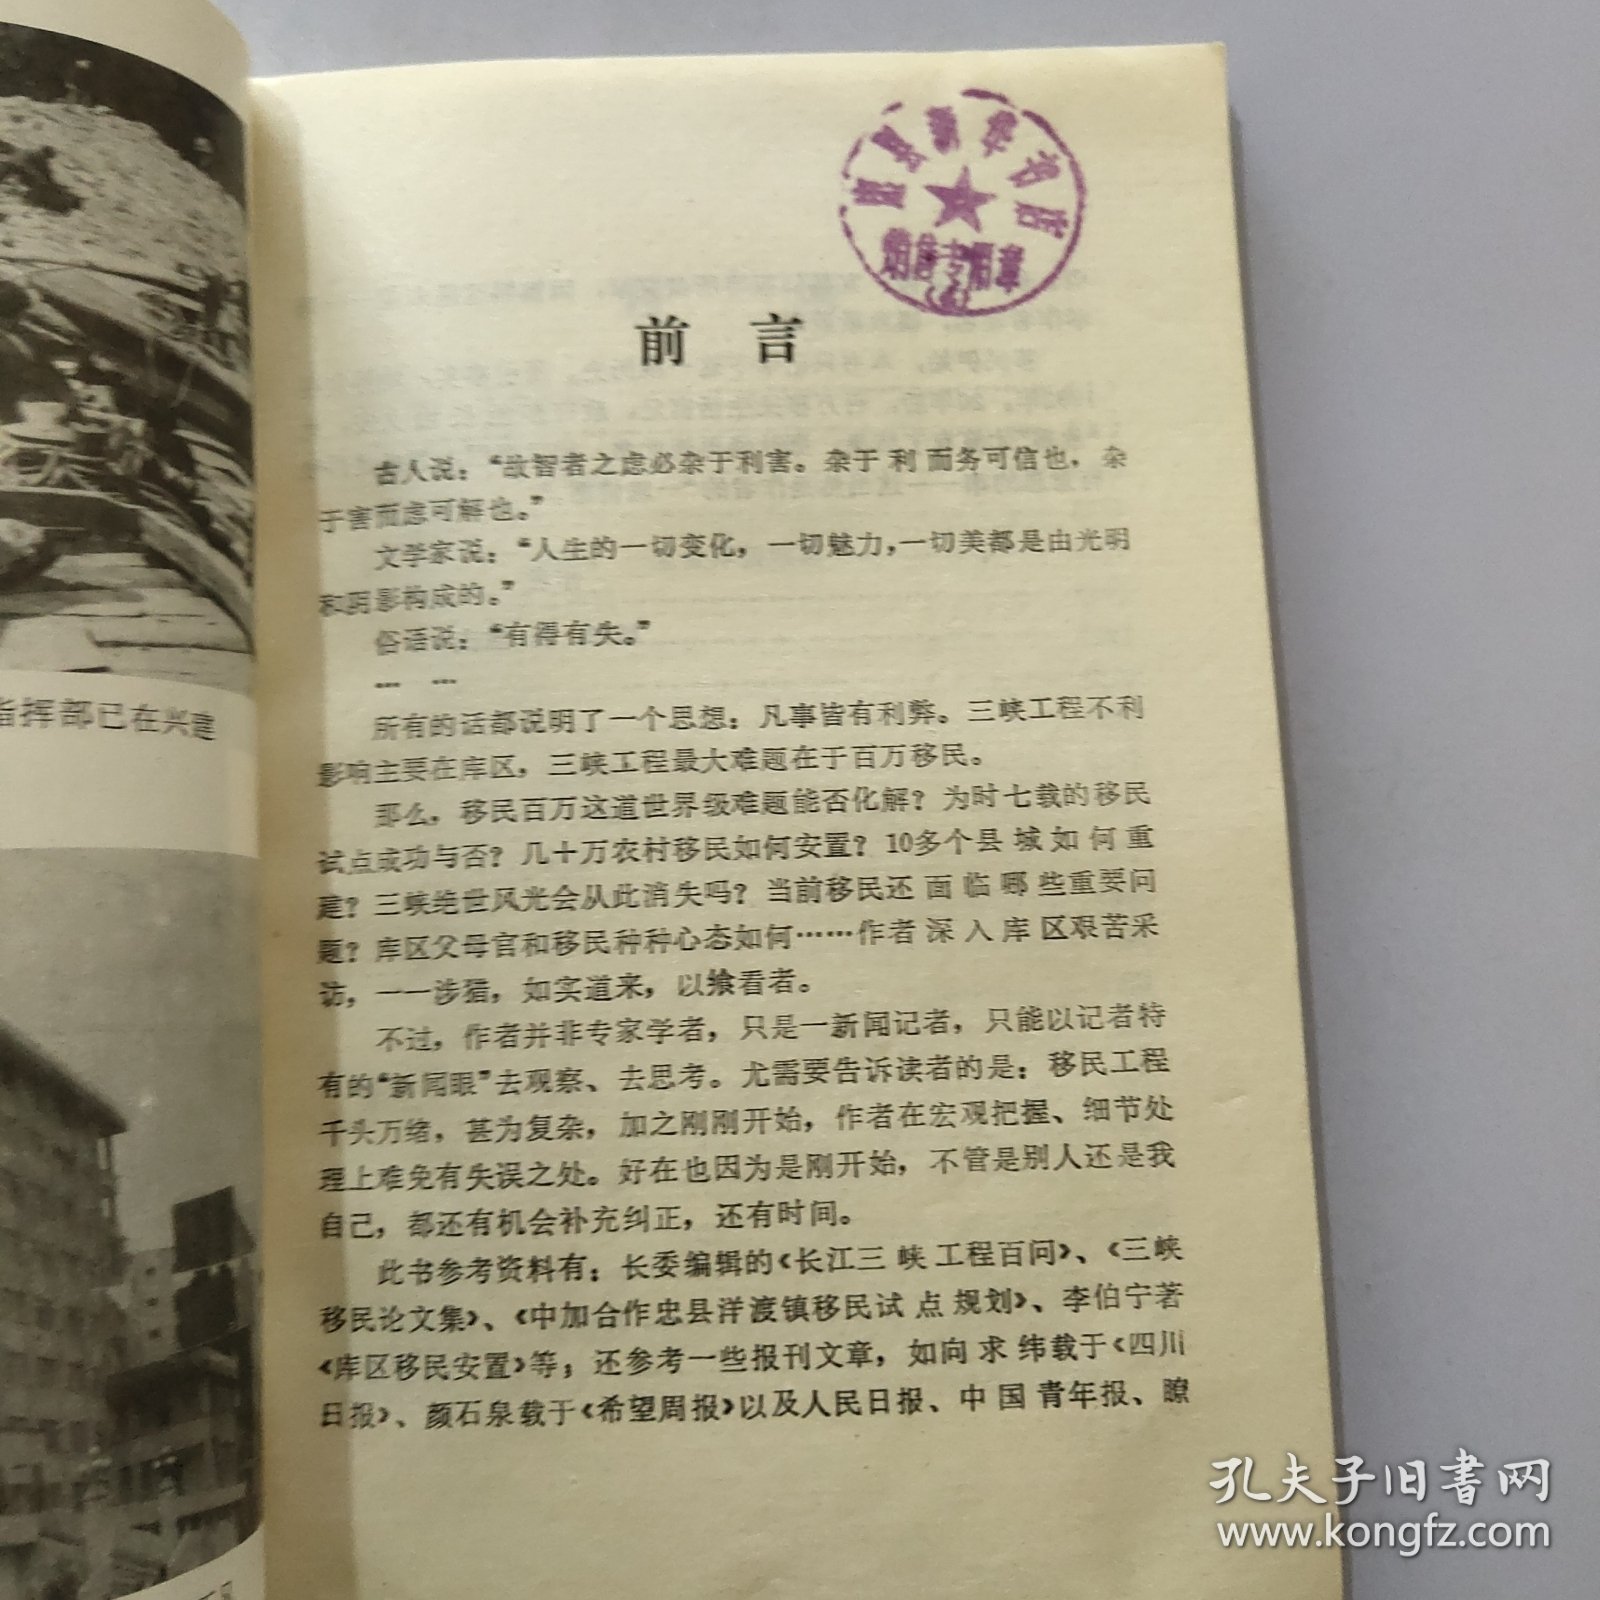 指挥部已在兴建
新华书店
销售专用章
前言
古人说：“故智者之虑必杂于利害。杂于利而务可信也，杂
于害而虑可解也。”
文学家说：“人生的一切变化，一切魅力，一切美都是由光明
和阴影构成的。”
俗语说：“有得有失。”
… …
所有的话都说明了一个思想：凡事皆有利弊。三峡工程不利
影响主要在库区，三峡工程最大难题在于百万移民。
那么，移民百万这道世界级难题能否化解？为时七载的移民
试点成功与否？几十万农村移民如何安置？10多个县城如何重
建？三峡绝世风光会从此消失吗？当前移民还面临哪些重要问
题？库区父母官和移民种种心态如何……作者深入库区艰苦采
访，一一涉猎，如实道来，以飨看者。
不过，作者并非专家学者，只是一新闻记者，只能以记者特
有的“新闻眼”去观察、去思考。尤需要告诉读者的是：移民工程
千头万绪，甚为复杂，加之刚刚开始，作者在宏观把握、细节处
理上难免有失误之处。好在也因为是刚开始，不管是别人还是我
自己，都还有机会补充纠正，还有时间。
此书参考资料有：长委编辑的《长江三峡工程百问》、《三峡
移民论文集》、《中加合作忠县洋渡镇移民试点规划》、李伯宁著
《库区移民安置》等；还参考一些报刊文章，如向求纬载于《四川
日报》、颜石泉载于《希望周报》以及人民日报、中国青年报、瞭
孔夫子旧书网
www.kongfz.com